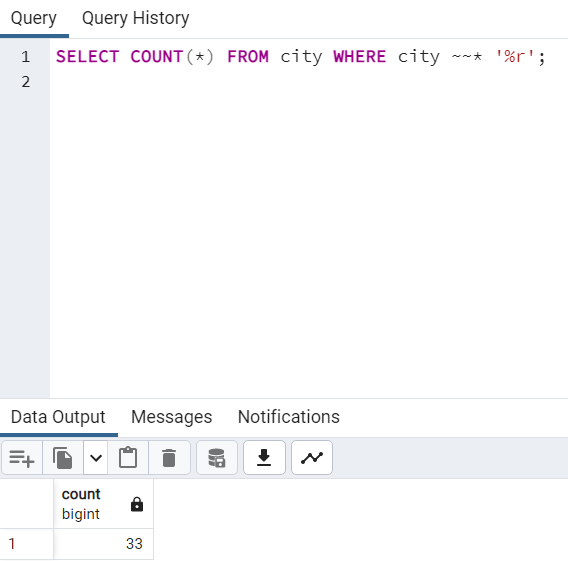 Query Query History
1 SELECT COUNT(*) FROM city WHERE city ~~* '%r';
2
Data Output Messages Notifications
count
bigint
1 33